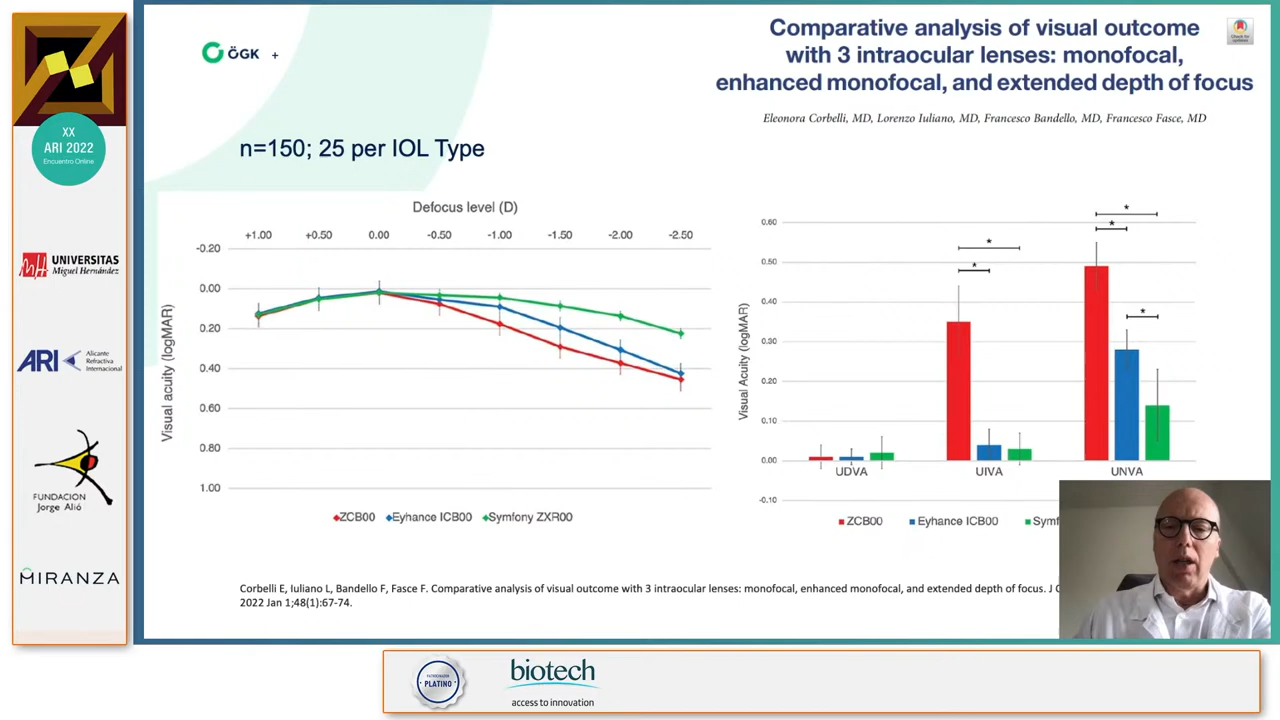 XX
ARI 2022
Encuentro Online
UNIVERSITAS
Miguel Hernández
ARI
Alicante
Refractiva
Internacional
FUNDACION
Jorge Alió
MIRANZA
ÖGK +
Comparative analysis of visual outcome
with 3 intraocular lenses: monofocal,
enhanced monofocal, and extended depth of focus
Check for
updates
Eleonora Corbelli, MD, Lorenzo Iuliano, MD, Francesco Bandello, MD, Francesco Fasce, MD
n=150; 25 per IOL Type
Defocus level (D)
+1.00 +0.50 0.00 -0.50 -1.00 -1.50 -2.00 -2.50
-0.20
0.00
0.20
0.40
0.60
0.80
1.00
Visual acuity (logMAR)
ZCB00 Eyhance ICB00 Symfony ZXR00
0.60
0.50
0.40
0.30
0.20
0.10
0.00
-0.10
Visual Acuity (logMAR)
* * * * *
UDVA UIVA UNVA
ZCB00 Eyhance ICB00 Symf
Corbelli E, Iuliano L, Bandello F, Fasce F. Comparative analysis of visual outcome with 3 intraocular lenses: monofocal, enhanced monofocal, and extended depth of focus. J C
2022 Jan 1;48(1):67-74.
PATROCINADOR
PLATINO
biotech
access to innovation